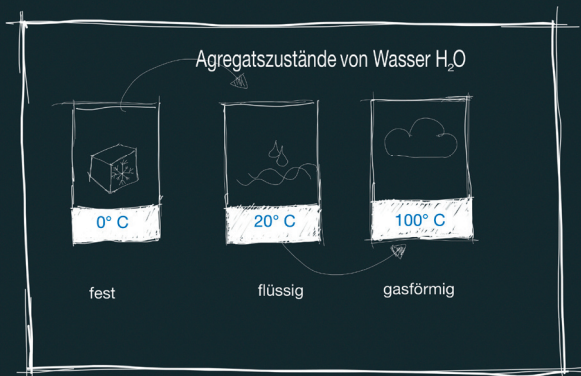 Agregatszustände von Wasser H₂O
0° C
20° C
100° C
fest
flüssig
gasförmig